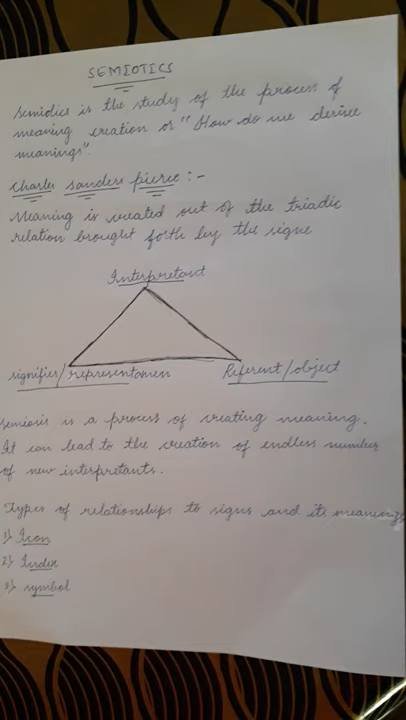 SEMIOTICS
Semiotics is the study of the process of
meaning creation or "How do we derive
meanings".
Charles sanders pierce :-
Meaning is created out of the triadic
relation brought forth by the signs
Interpretant
signifier/representamen Referent/object
semiosis is a process of creating meaning.
It can lead to the creation of endless number
of new interpretants.
Types of relationships to signs and its meanings
1) Icon
2) Index
3) symbol